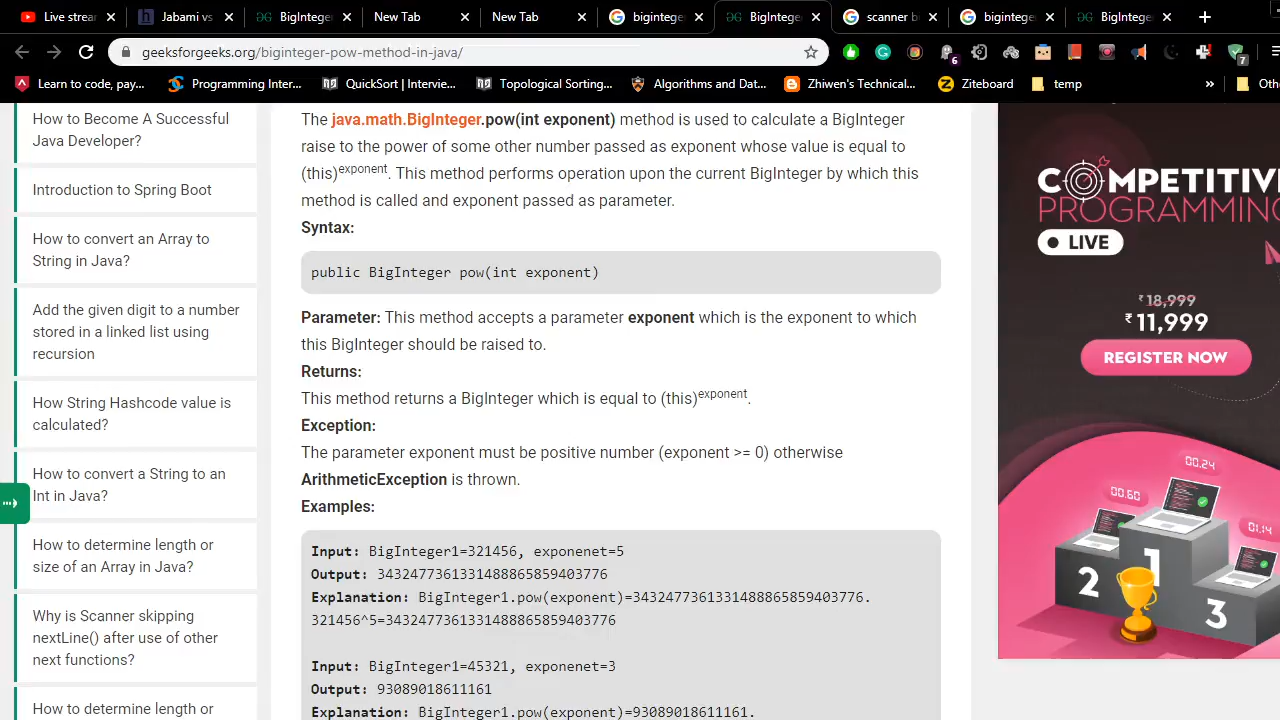 Live strear
Jabami vs
BigInteger
New Tab
New Tab
biginteger
BigInteger
scanner b
biginteger
BigInteger
geeksforgeeks.org/biginteger-pow-method-in-java/
6
7
Learn to code, pay...
Programming Inter...
QuickSort | Intervie...
Topological Sorting...
Algorithms and Dat...
Zhiwen's Technical...
Ziteboard
temp
»
Oth
How to Become A Successful
Java Developer?
Introduction to Spring Boot
How to convert an Array to
String in Java?
Add the given digit to a number
stored in a linked list using
recursion
How String Hashcode value is
calculated?
How to convert a String to an
Int in Java?
How to determine length or
size of an Array in Java?
Why is Scanner skipping
nextLine() after use of other
next functions?
How to determine length or
The java.math.BigInteger.pow(int exponent) method is used to calculate a BigInteger
raise to the power of some other number passed as exponent whose value is equal to
(this)exponent. This method performs operation upon the current BigInteger by which this
method is called and exponent passed as parameter.
Syntax:
public BigInteger pow(int exponent)
Parameter: This method accepts a parameter exponent which is the exponent to which
this BigInteger should be raised to.
Returns:
This method returns a BigInteger which is equal to (this)exponent.
Exception:
The parameter exponent must be positive number (exponent >= 0) otherwise
ArithmeticException is thrown.
Examples:
Input: BigInteger1=321456, exponenet=5
Output: 3432477361331488865859403776
Explanation: BigInteger1.pow(exponent)=3432477361331488865859403776.
321456^5=3432477361331488865859403776
Input: BigInteger1=45321, exponenet=3
Output: 93089018611161
Explanation: BigInteger1.pow(exponent)=93089018611161.
COMPETITIVE
PROGRAMMING
LIVE
₹18,999
₹11,999
REGISTER NOW
00.24
00.60
01.14
2
1
3